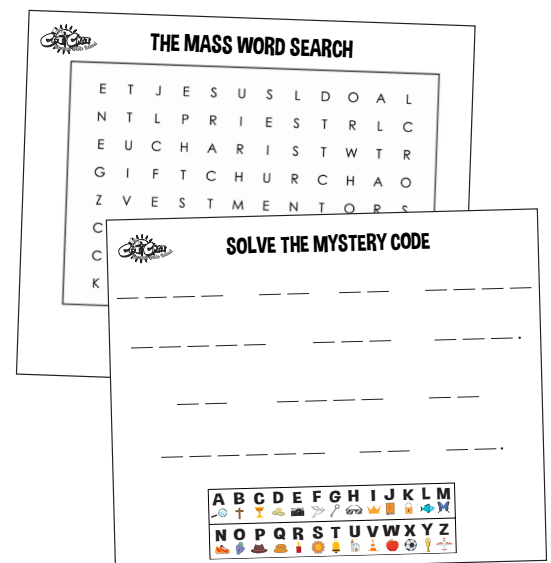 THE MASS WORD SEARCH
E T J E S U S L D O A L
N T L P R I E S T R L C
E U C H A R I S T W T R
G I F T C H U R C H A O
Z V E S T M E N T O R S
C
C
K
SOLVE THE MYSTERY CODE
A B C D E F G H I J K L M
N O P Q R S T U V W X Y Z